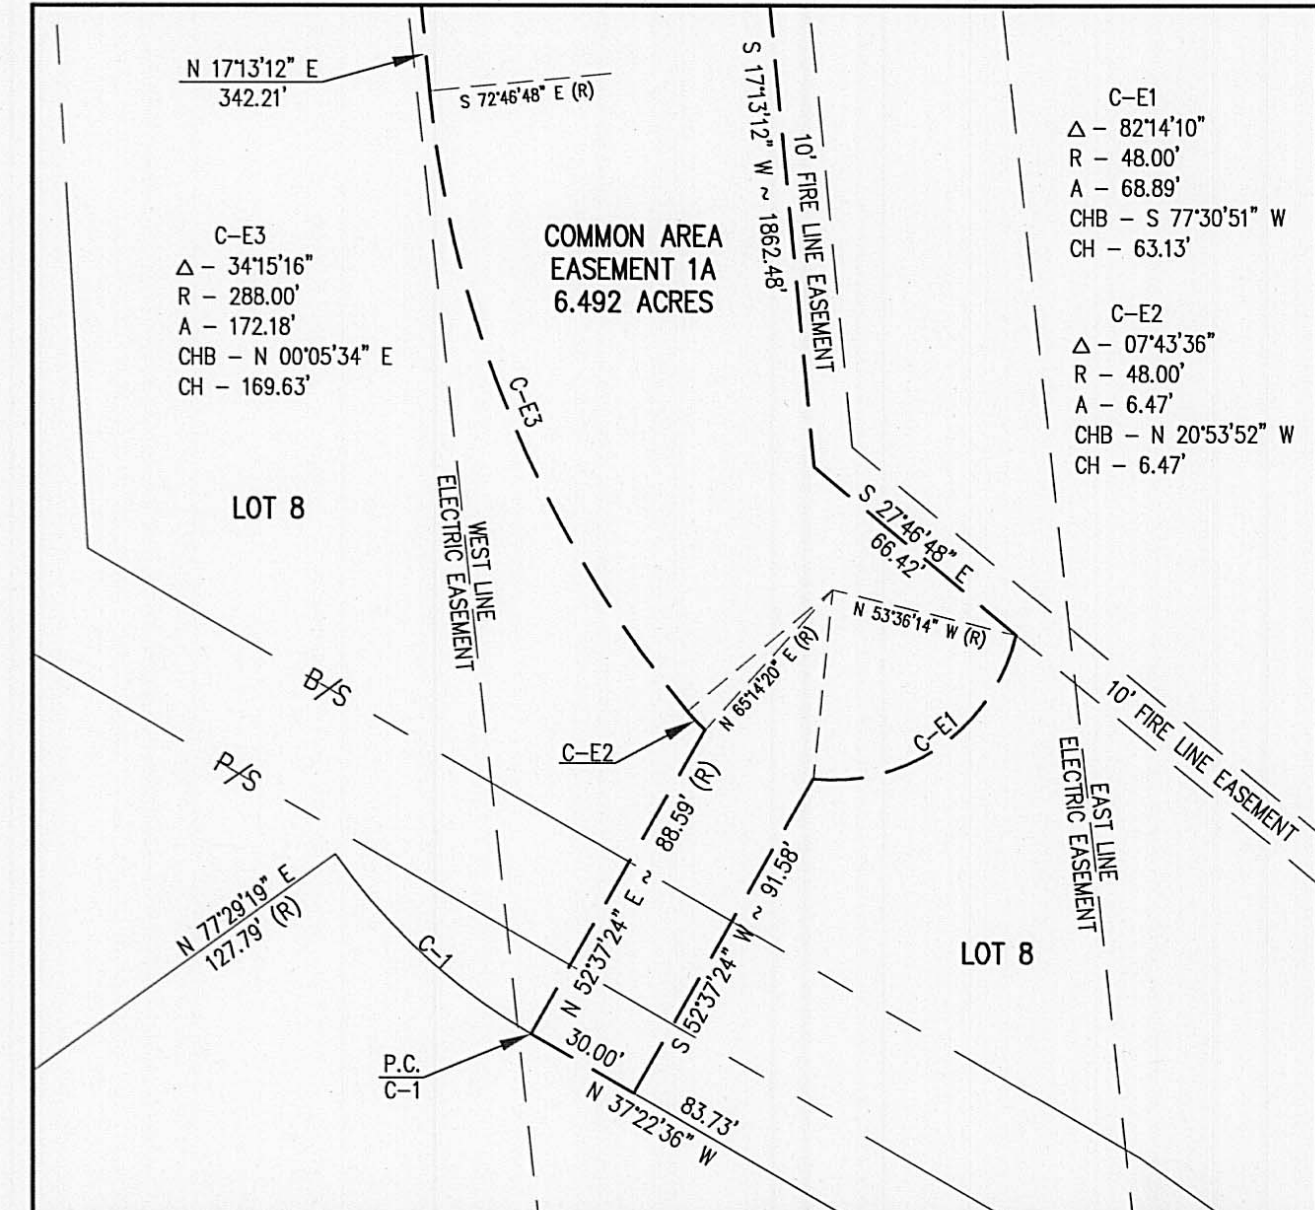 N 17°13'12" E
342.21'
S 72°46'48" E (R)
S 17°13'12" W ~ 1862.48'
10' FIRE LINE EASEMENT
C-E1
△ - 82°14'10"
R - 48.00'
A - 68.89'
CHB - S 77°30'51" W
CH - 63.13'
C-E3
△ - 34°15'16"
R - 288.00'
A - 172.18'
CHB - N 00°05'34" E
CH - 169.63'
COMMON AREA
EASEMENT 1A
6.492 ACRES
C-E2
△ - 07°43'36"
R - 48.00'
A - 6.47'
CHB - N 20°53'52" W
CH - 6.47'
C-E3
LOT 8
WEST LINE
ELECTRIC EASEMENT
S 27°46'48" E
66.42'
N 53°36'14" W (R)
N 65°14'20" E (R)
B/S
P/S
C-E2
C-E1
10' FIRE LINE EASEMENT
EAST LINE
ELECTRIC EASEMENT
N 52°37'24" E ~ 88.59' (R)
S 52°37'24" W ~ 91.58'
N 77°29'19" E
127.79' (R)
C-1
LOT 8
P.C.
C-1
30.00'
83.73'
N 37°22'36" W